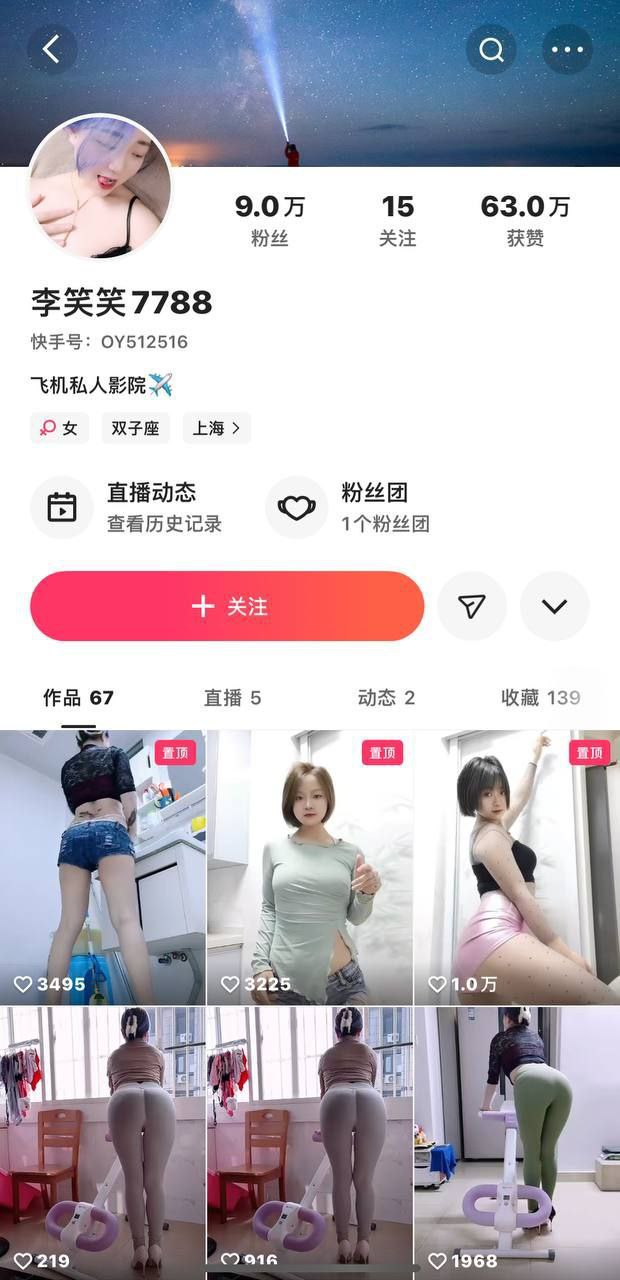 9.0万
15
63.0万
粉丝
关注
获赞
李笑笑7788
快手号：OY512516
飞机私人影院✈️
女
双子座
上海
直播动态
查看历史记录
粉丝团
1个粉丝团
关注
作品 67
直播 5
动态 2
收藏 139
置顶
置顶
置顶
3495
3225
1.0万
219
916
1968